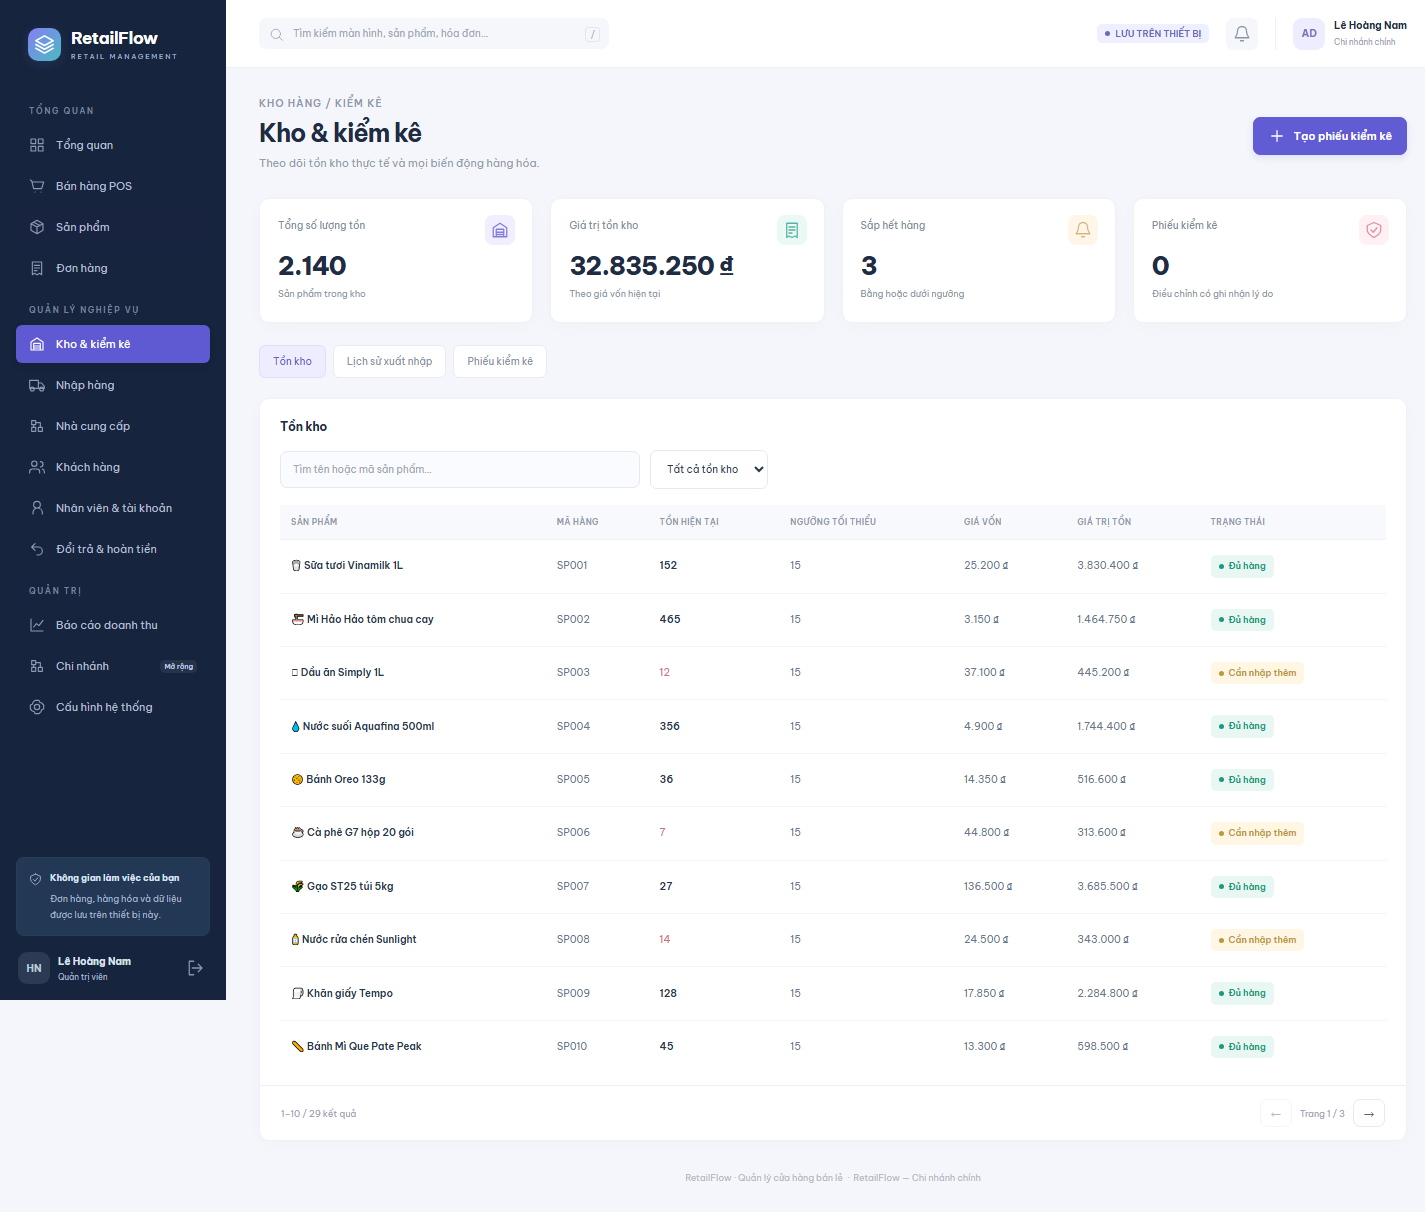 RetailFlow
RETAIL MANAGEMENT
TỔNG QUAN
Tổng quan
Bán hàng POS
Sản phẩm
Đơn hàng
QUẢN LÝ NGHIỆP VỤ
Kho & kiểm kê
Nhập hàng
Nhà cung cấp
Khách hàng
Nhân viên & tài khoản
Đổi trả & hoàn tiền
QUẢN TRỊ
Báo cáo doanh thu
Chi nhánh Mở rộng
Cấu hình hệ thống
Không gian làm việc của bạn
Đơn hàng, hàng hóa và dữ liệu
được lưu trên thiết bị này.
HN Lê Hoàng Nam
Quản trị viên
Tìm kiếm màn hình, sản phẩm, hóa đơn... /
LƯU TRÊN THIẾT BỊ
AD Lê Hoàng Nam
Chi nhánh chính
KHO HÀNG / KIỂM KÊ
Kho & kiểm kê
Theo dõi tồn kho thực tế và mọi biến động hàng hóa.
Tạo phiếu kiểm kê
Tổng số lượng tồn
2.140
Sản phẩm trong kho
Giá trị tồn kho
32.835.250 ₫
Theo giá vốn hiện tại
Sắp hết hàng
3
Bằng hoặc dưới ngưỡng
Phiếu kiểm kê
0
Điều chỉnh có ghi nhận lý do
Tồn kho Lịch sử xuất nhập Phiếu kiểm kê
Tồn kho
Tìm tên hoặc mã sản phẩm... Tất cả tồn kho
SẢN PHẨM MÃ HÀNG TỒN HIỆN TẠI NGƯỠNG TỐI THIỂU GIÁ VỐN GIÁ TRỊ TỒN TRẠNG THÁI
Sữa tươi Vinamilk 1L SP001 152 15 25.200 ₫ 3.830.400 ₫ Đủ hàng
Mì Hảo Hảo tôm chua cay SP002 465 15 3.150 ₫ 1.464.750 ₫ Đủ hàng
Dầu ăn Simply 1L SP003 12 15 37.100 ₫ 445.200 ₫ Cần nhập thêm
Nước suối Aquafina 500ml SP004 356 15 4.900 ₫ 1.744.400 ₫ Đủ hàng
Bánh Oreo 133g SP005 36 15 14.350 ₫ 516.600 ₫ Đủ hàng
Cà phê G7 hộp 20 gói SP006 7 15 44.800 ₫ 313.600 ₫ Cần nhập thêm
Gạo ST25 túi 5kg SP007 27 15 136.500 ₫ 3.685.500 ₫ Đủ hàng
Nước rửa chén Sunlight SP008 14 15 24.500 ₫ 343.000 ₫ Cần nhập thêm
Khăn giấy Tempo SP009 128 15 17.850 ₫ 2.284.800 ₫ Đủ hàng
Bánh Mì Que Pate Peak SP010 45 15 13.300 ₫ 598.500 ₫ Đủ hàng
1–10 / 29 kết quả ← Trang 1 / 3 →
RetailFlow · Quản lý cửa hàng bán lẻ · RetailFlow — Chi nhánh chính